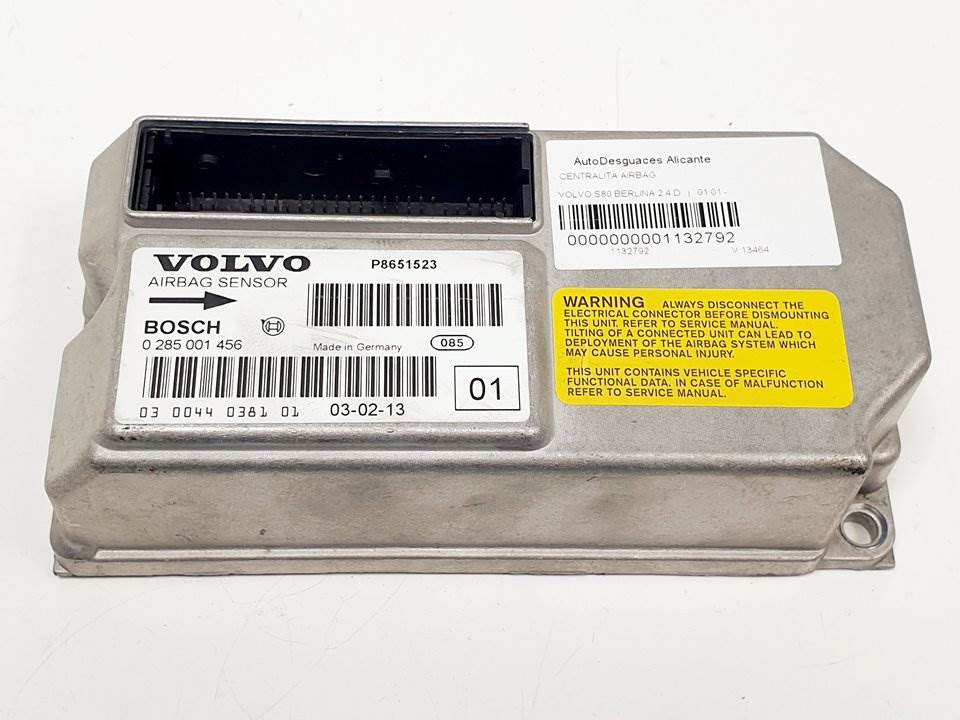 VOLVO P8651523
AIRBAG SENSOR
BOSCH
0 285 001 456
Made in Germany 085
03 0044 0381 01 03-02-13
01
AutoDesguaces Alicante
CENTRALITA AIRBAG
VOLVO S80 BERLINA 2.4 D | 01.01 -
0000000001132792
1132792 V 13464
WARNING ALWAYS DISCONNECT THE
ELECTRICAL CONNECTOR BEFORE DISMOUNTING
THIS UNIT. REFER TO SERVICE MANUAL.
TILTING OF A CONNECTED UNIT CAN LEAD TO
DEPLOYMENT OF THE AIRBAG SYSTEM WHICH
MAY CAUSE PERSONAL INJURY.
THIS UNIT CONTAINS VEHICLE SPECIFIC
FUNCTIONAL DATA. IN CASE OF MALFUNCTION
REFER TO SERVICE MANUAL.